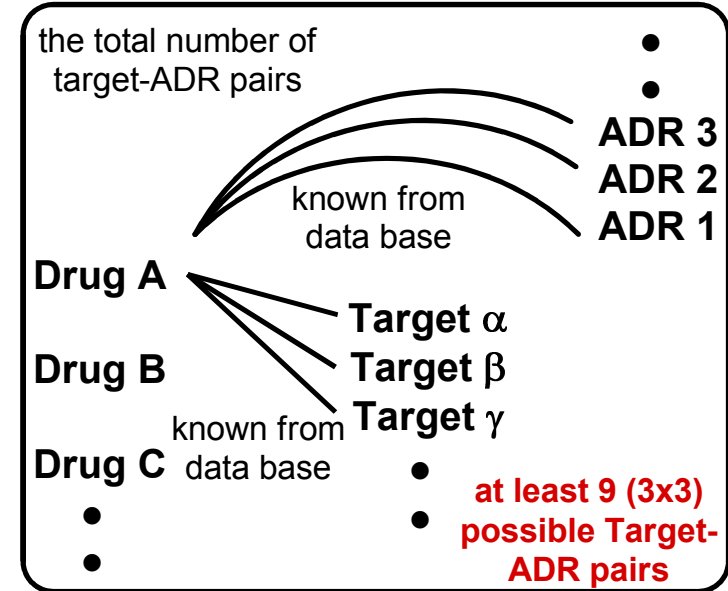 the total number of
target-ADR pairs
ADR 3
ADR 2
ADR 1
known from
data base
Drug A
Drug B
Drug C
Target α
Target β
Target γ
known from
data base
at least 9 (3x3)
possible Target-
ADR pairs